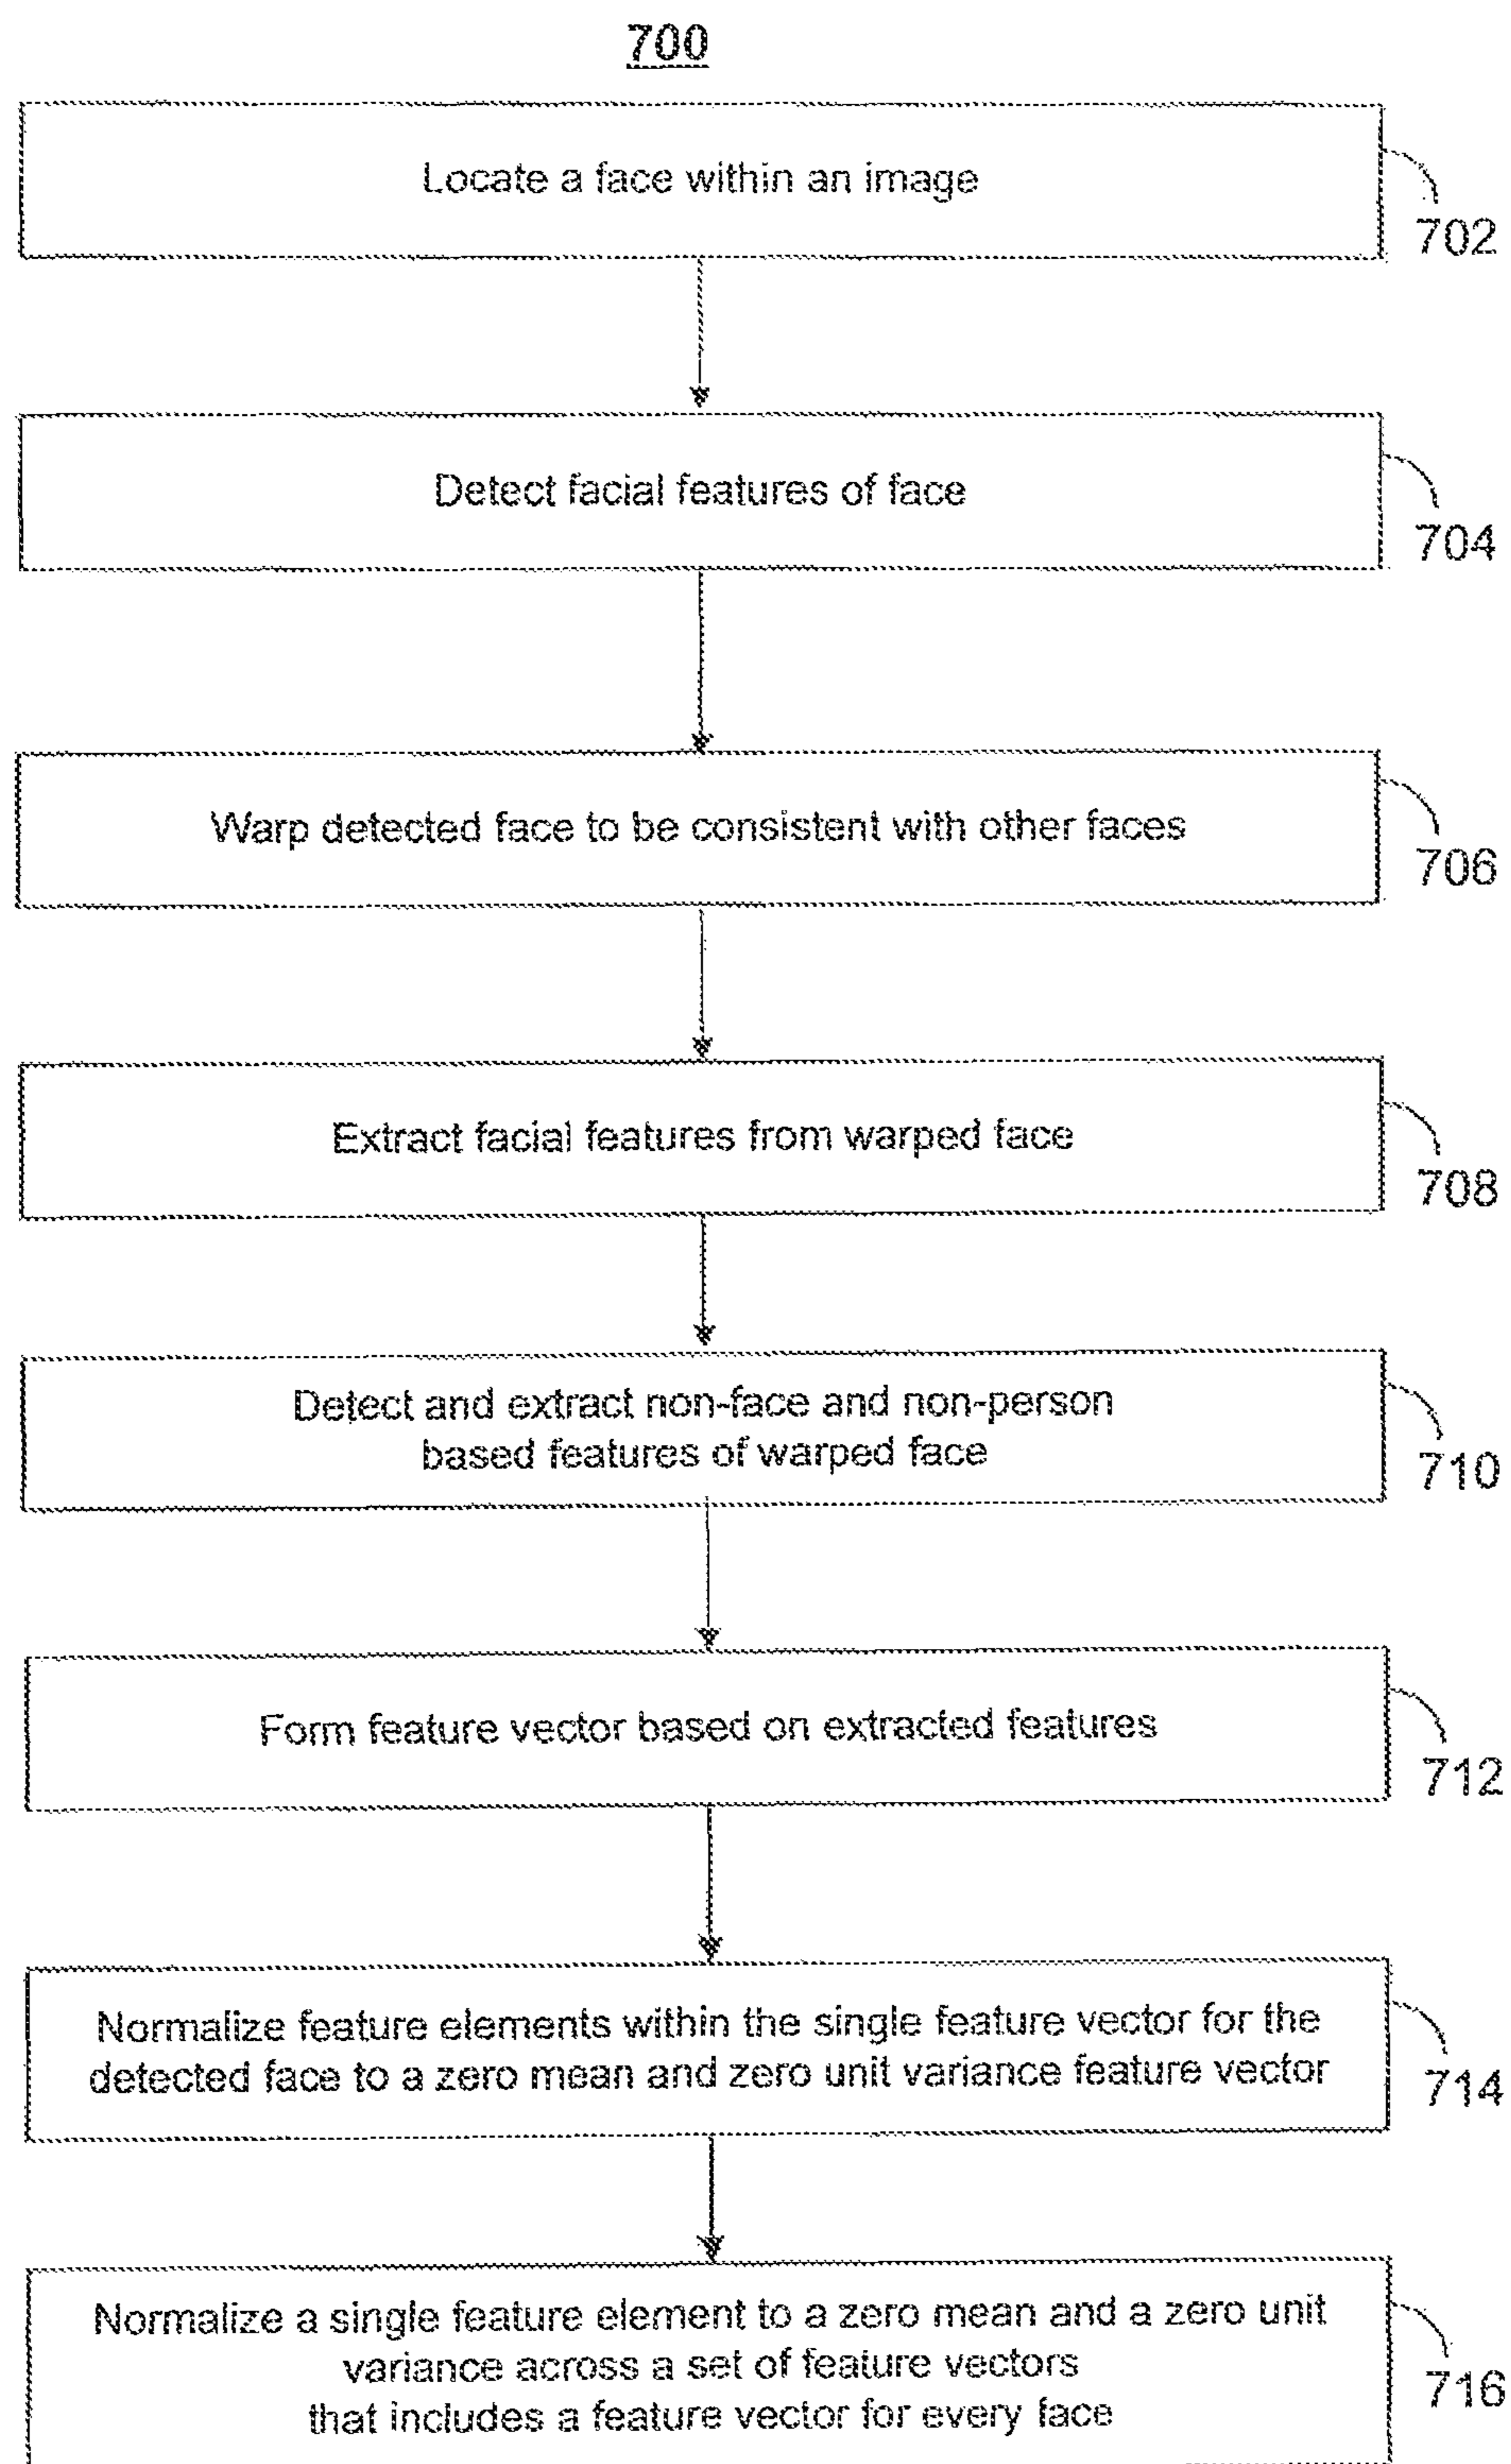 700
Locate a face within an image
702
Detect facial features of face
704
Warp detected face to be consistent with other faces
706
Extract facial features from warped face
708
Detect and extract non-face and non-person
based features of warped face
710
Form feature vector based on extracted features
712
Normalize feature elements within the single feature vector for the
detected face to a zero mean and zero unit variance feature vector
714
Normalize a single feature element to a zero mean and a zero unit
variance across a set of feature vectors
that includes a feature vector for every face
716